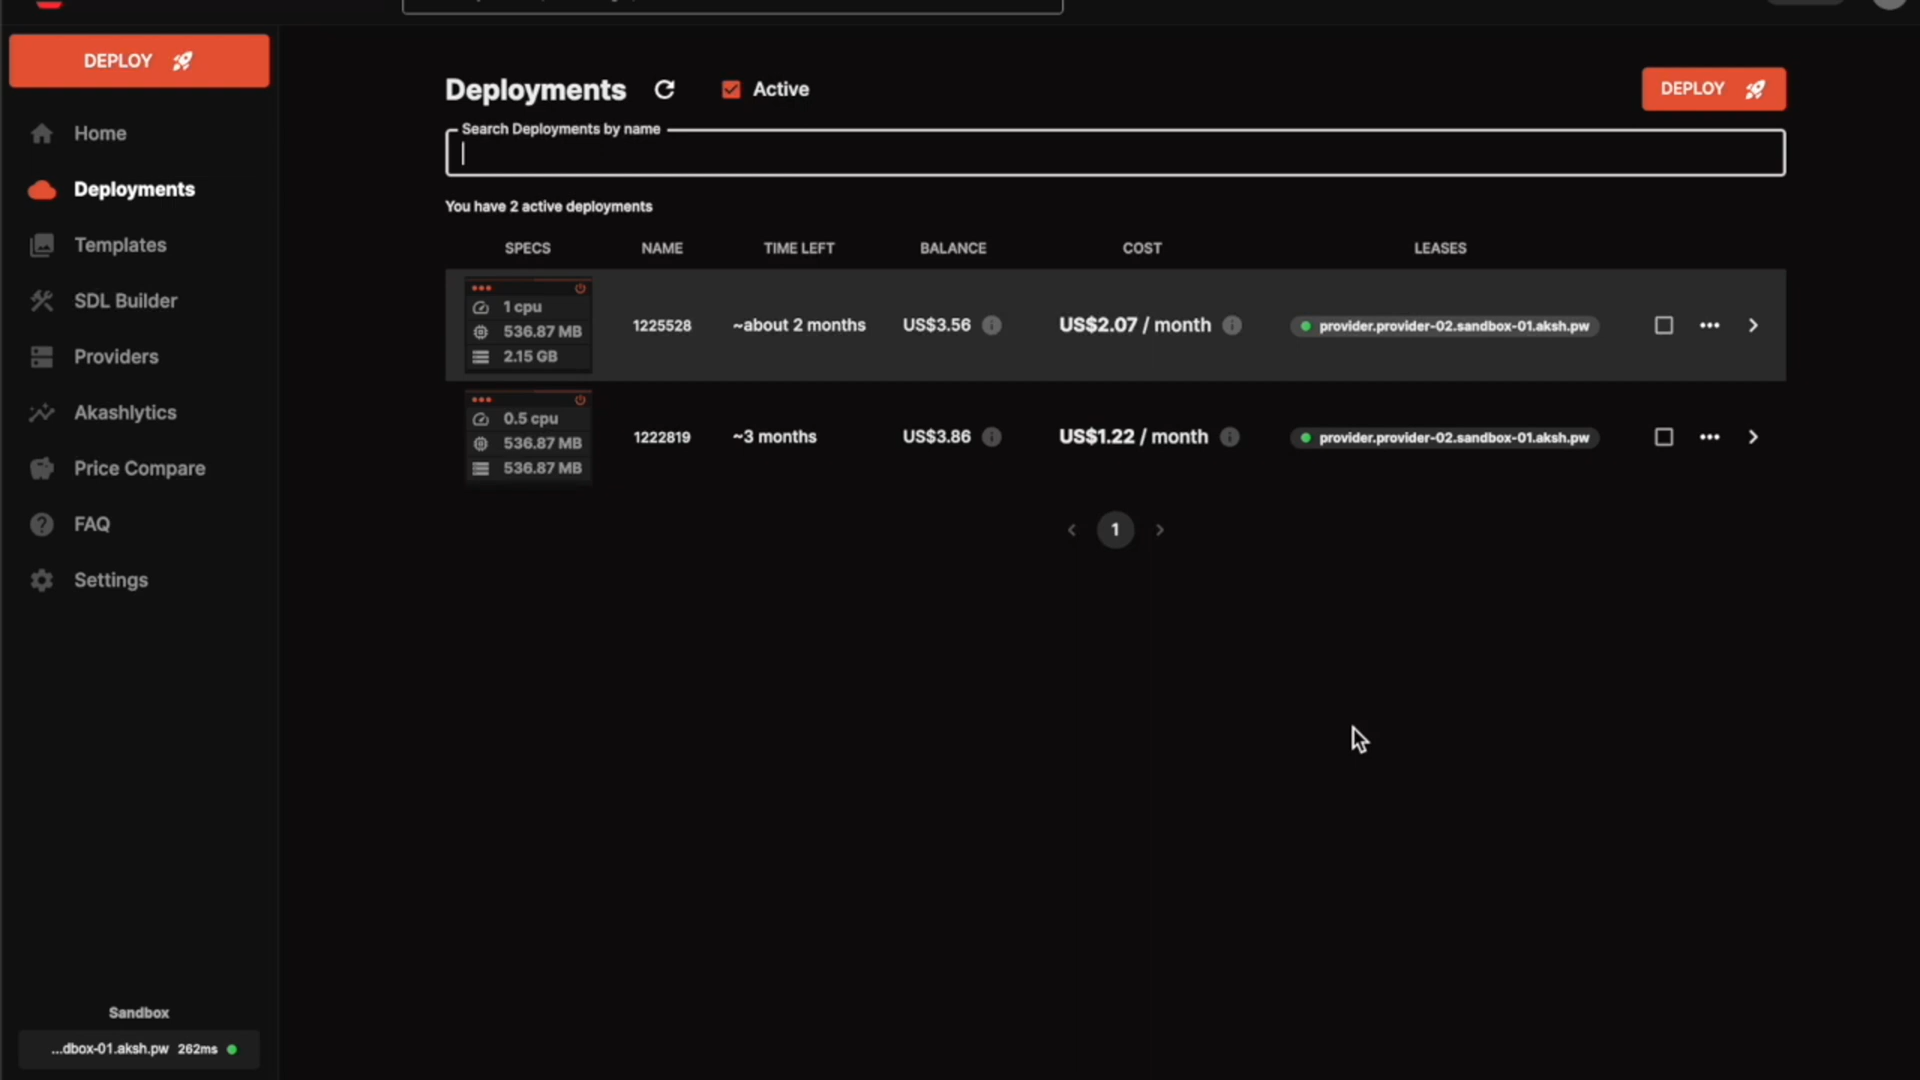 DEPLOY
Home
Deployments
Templates
SDL Builder
Providers
Akashlytics
Price Compare
FAQ
Settings
Sandbox
...dbox-01.aksh.pw 262ms
Deployments Active DEPLOY
Search Deployments by name
You have 2 active deployments
SPECS NAME TIME LEFT BALANCE COST LEASES
1 cpu
536.87 MB
2.15 GB
1225528 ~about 2 months US$3.56 US$2.07 / month provider.provider-02.sandbox-01.aksh.pw
0.5 cpu
536.87 MB
536.87 MB
1222819 ~3 months US$3.86 US$1.22 / month provider.provider-02.sandbox-01.aksh.pw
1